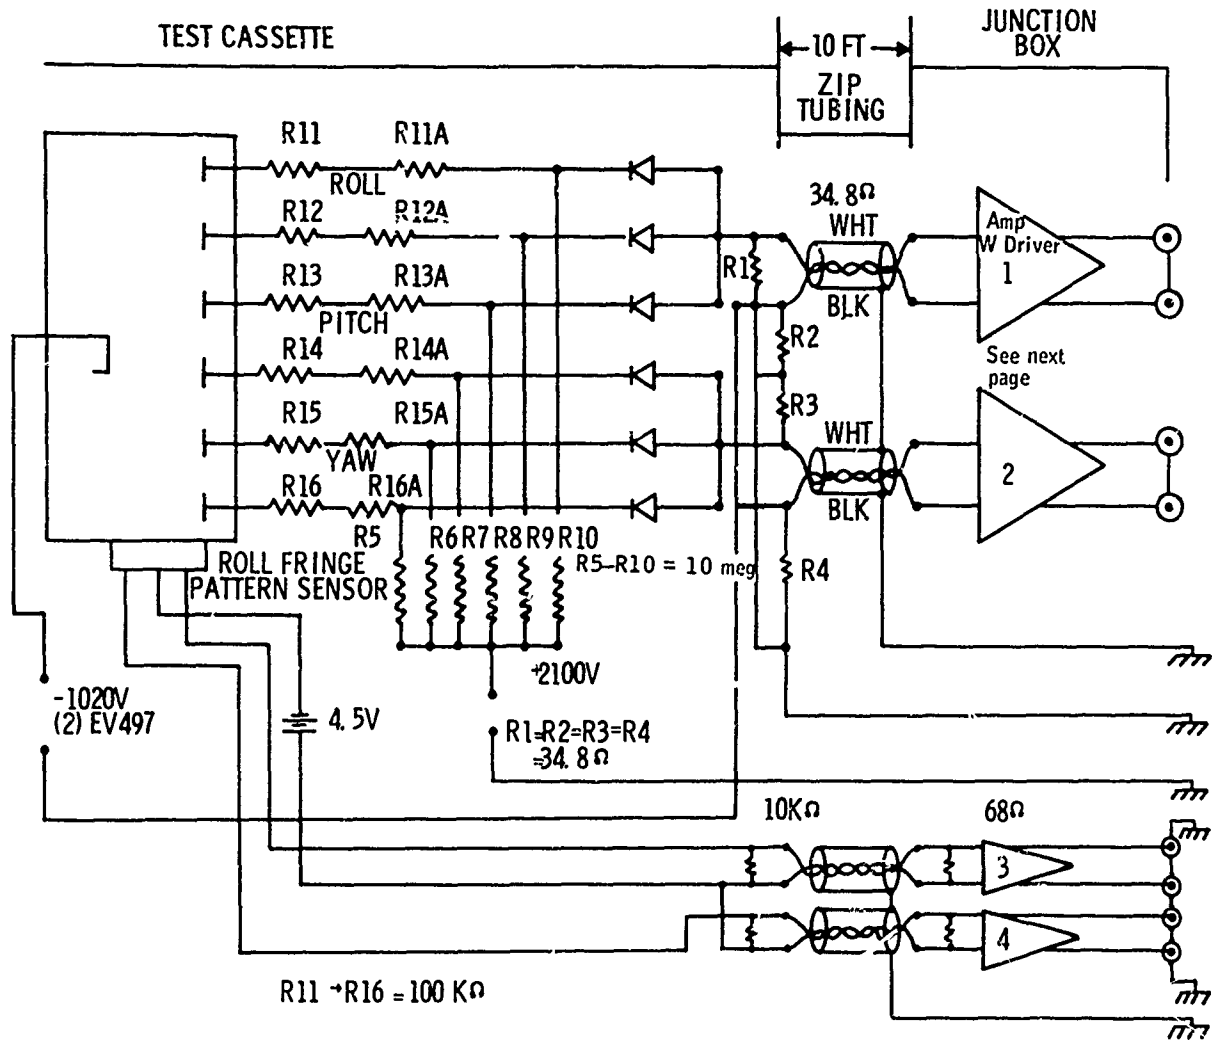 TEST CASSETTE
10 FT
ZIP
TUBING
JUNCTION
BOX
R11
R11A
ROLL
R12
R12A
R13
R13A
PITCH
R14
R14A
R15
R15A
YAW
R16
R16A
R1
R2
R3
R4
34.8Ω
WHT
BLK
WHT
BLK
Amp
W Driver
1
See next
page
2
R5
R6 R7 R8 R9 R10
R5-R10 = 10 meg
ROLL FRINGE
PATTERN SENSOR
+2100V
-1020V
(2) EV497
4.5V
R1=R2=R3=R4
=34.8Ω
10KΩ
68Ω
3
4
R11 →R16 = 100 KΩ